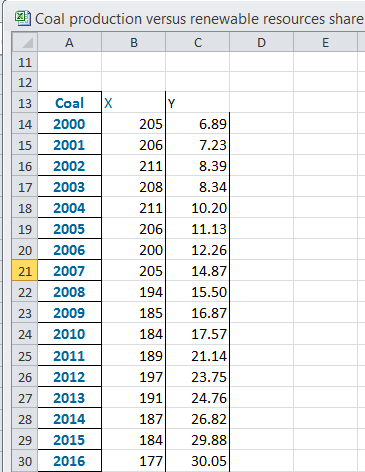 Coal production versus renewable resources share
A B C D E
11
12
13 Coal X Y
14 2000 205 6.89
15 2001 206 7.23
16 2002 211 8.39
17 2003 208 8.34
18 2004 211 10.20
19 2005 206 11.13
20 2006 200 12.26
21 2007 205 14.87
22 2008 194 15.50
23 2009 185 16.87
24 2010 184 17.57
25 2011 189 21.14
26 2012 197 23.75
27 2013 191 24.76
28 2014 187 26.82
29 2015 184 29.88
30 2016 177 30.05